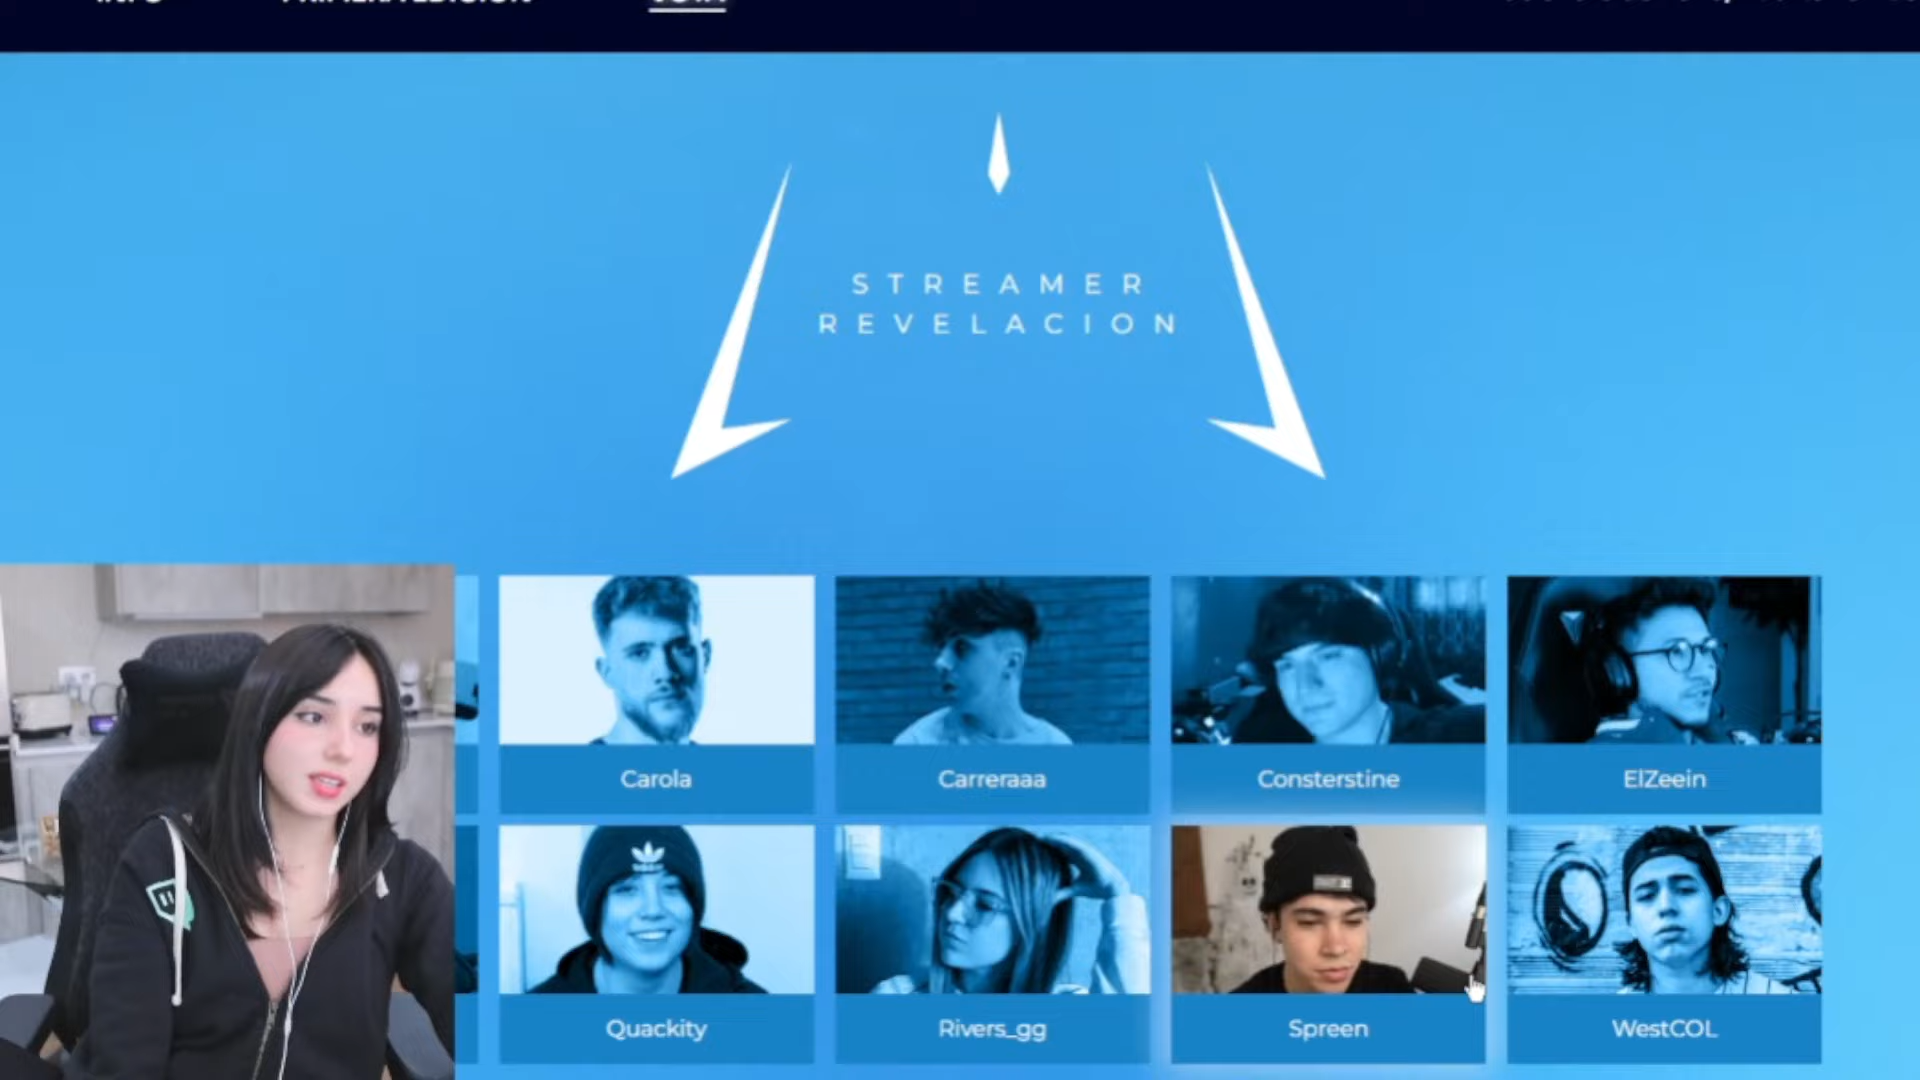 STREAMER
REVELACION
Carola
Carreraaa
Consterstine
ElZeein
Quackity
Rivers_gg
Spreen
WestCOL